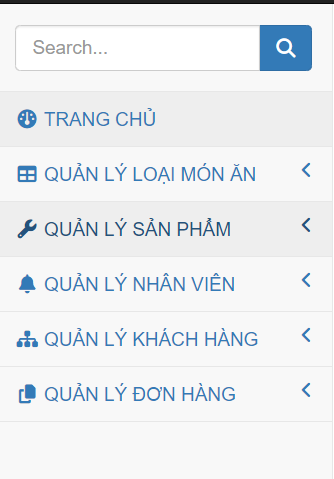 Search...
TRANG CHỦ
QUẢN LÝ LOẠI MÓN ĂN
QUẢN LÝ SẢN PHẨM
QUẢN LÝ NHÂN VIÊN
QUẢN LÝ KHÁCH HÀNG
QUẢN LÝ ĐƠN HÀNG